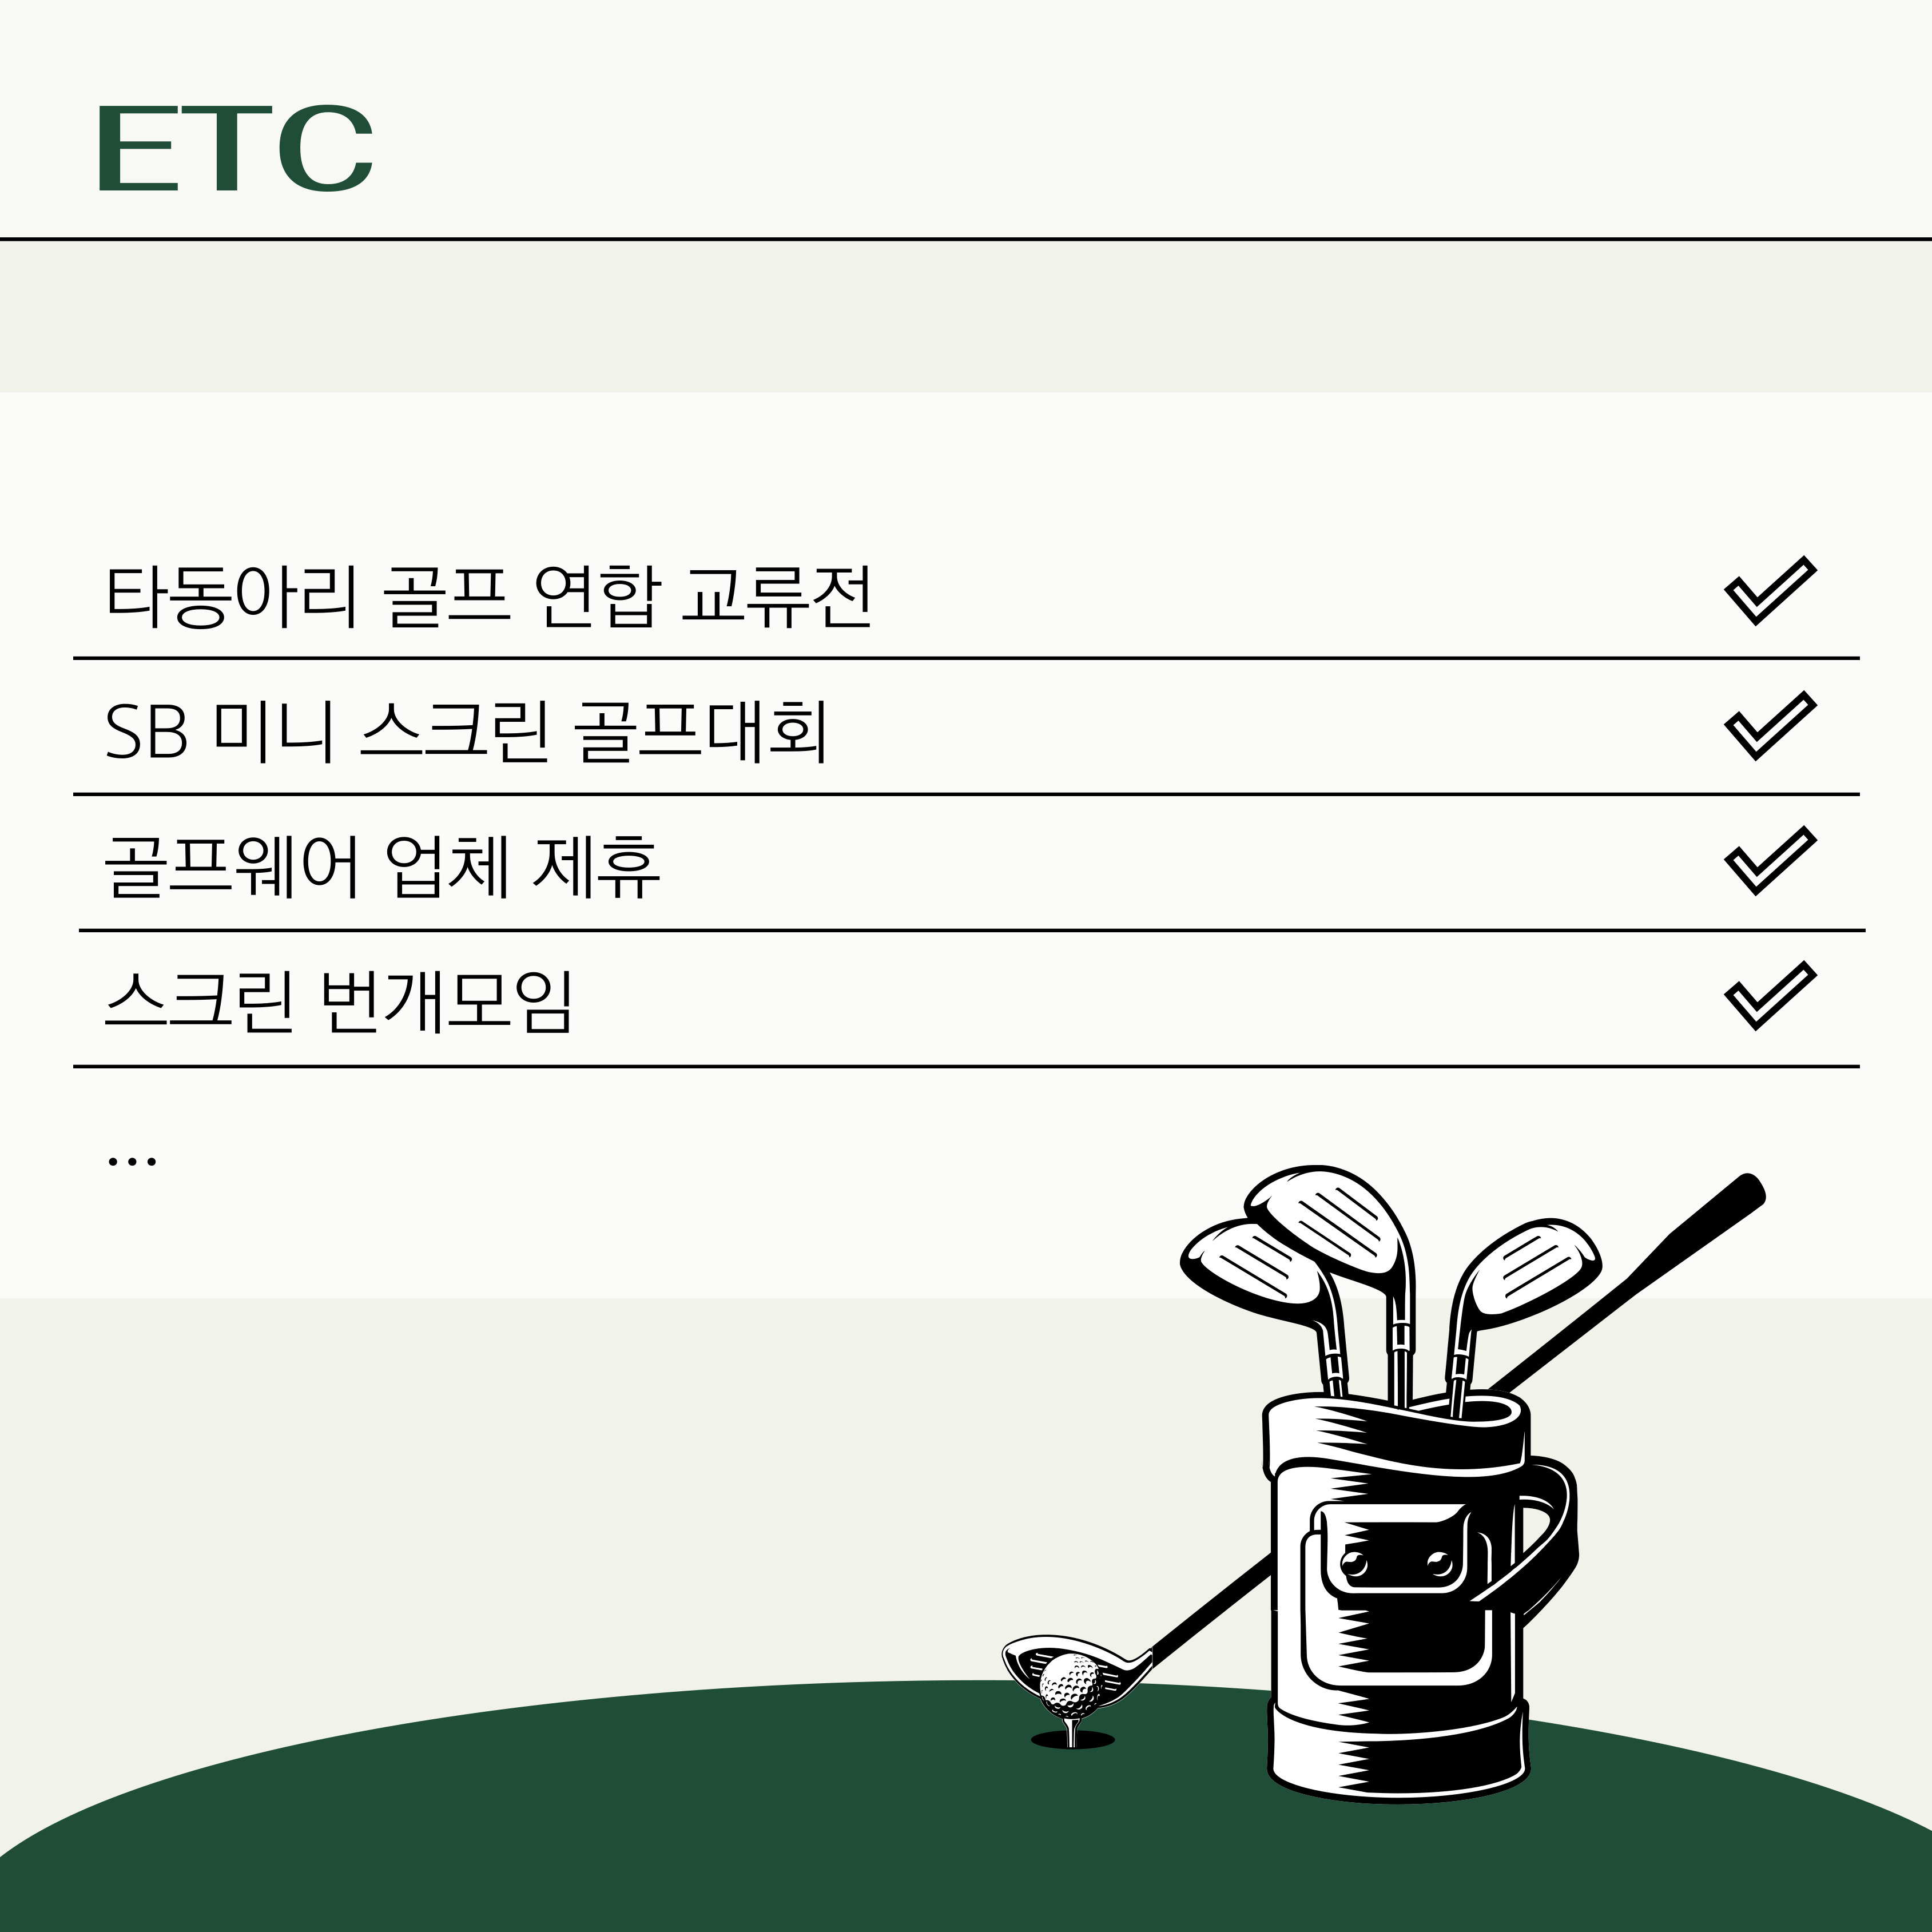 ETC
타동아리 골프 연합 교류전
SB 미니 스크린 골프대회
골프웨어 업체 제휴
스크린 번개모임
...